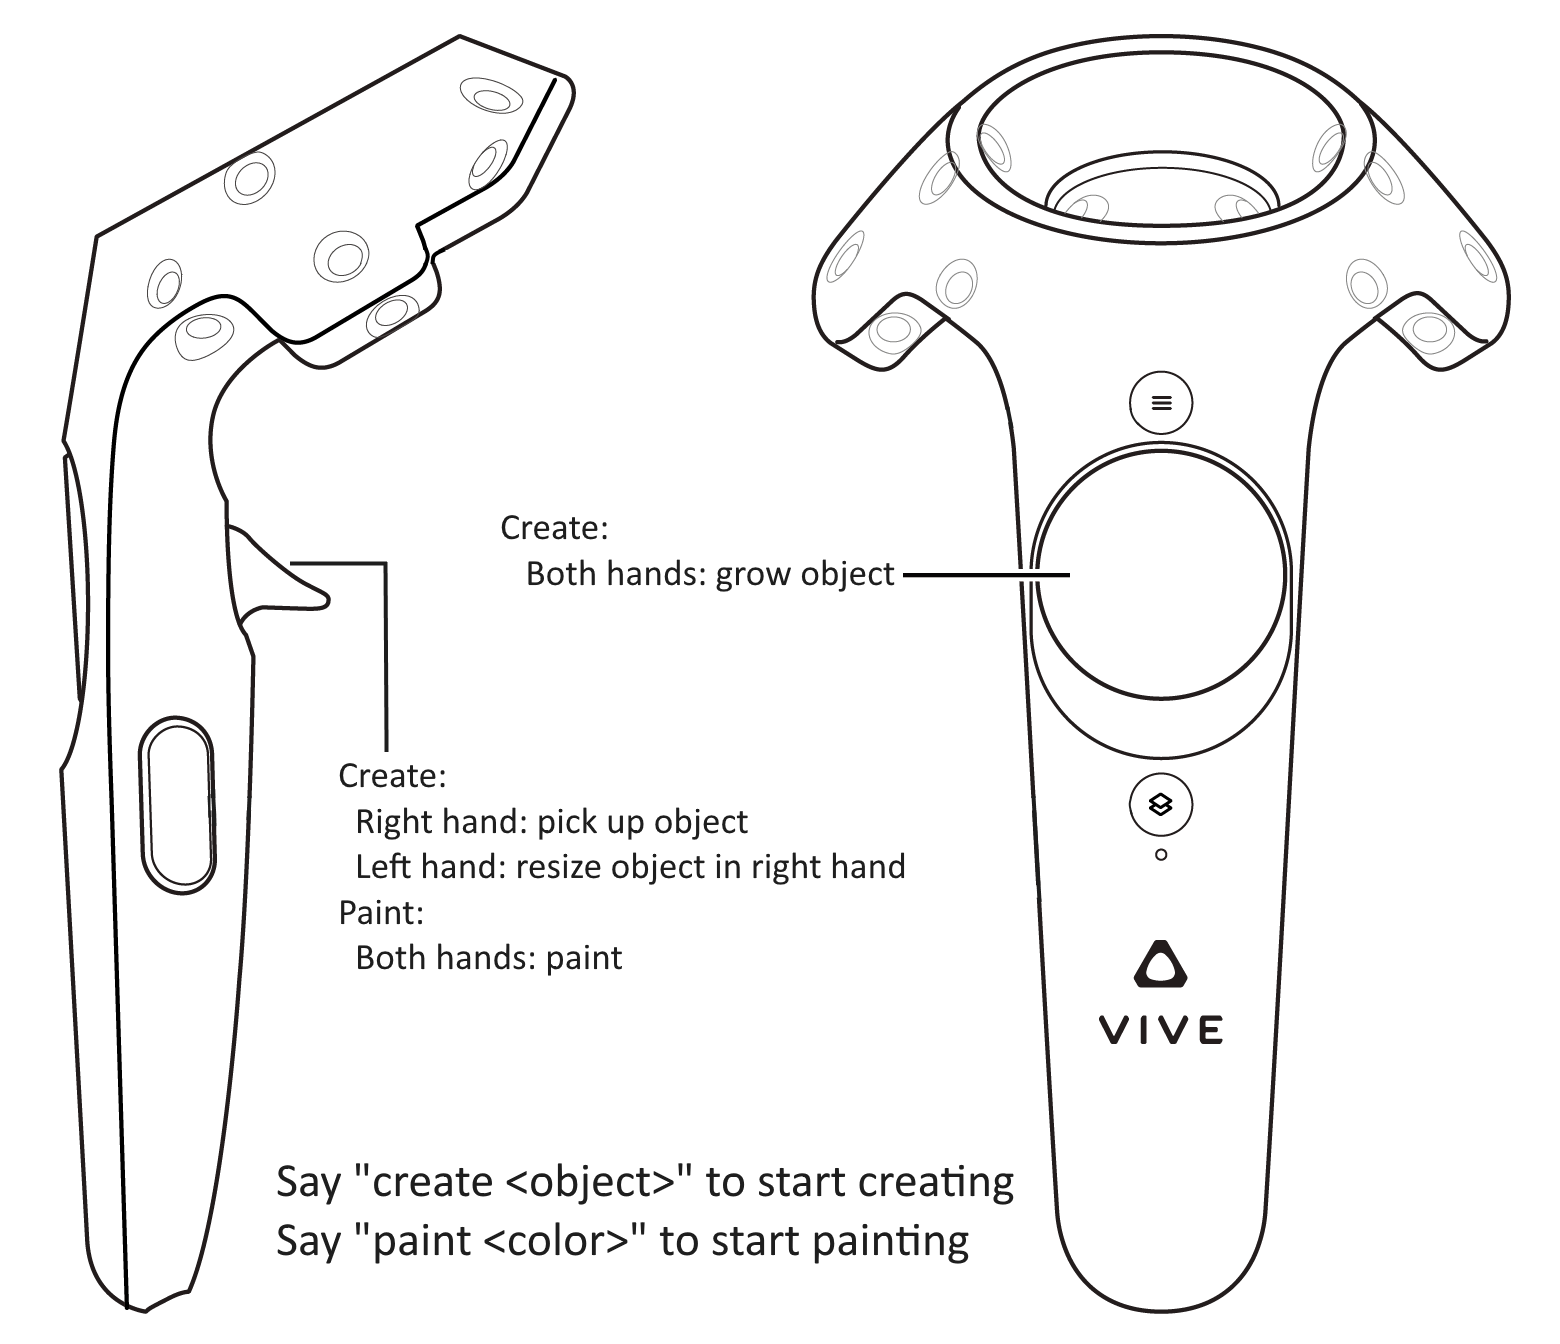 Create:
Both hands: grow object
Create:
Right hand: pick up object
Left hand: resize object in right hand
Paint:
Both hands: paint
VIVE
Say "create <object>" to start creating
Say "paint <color>" to start painting